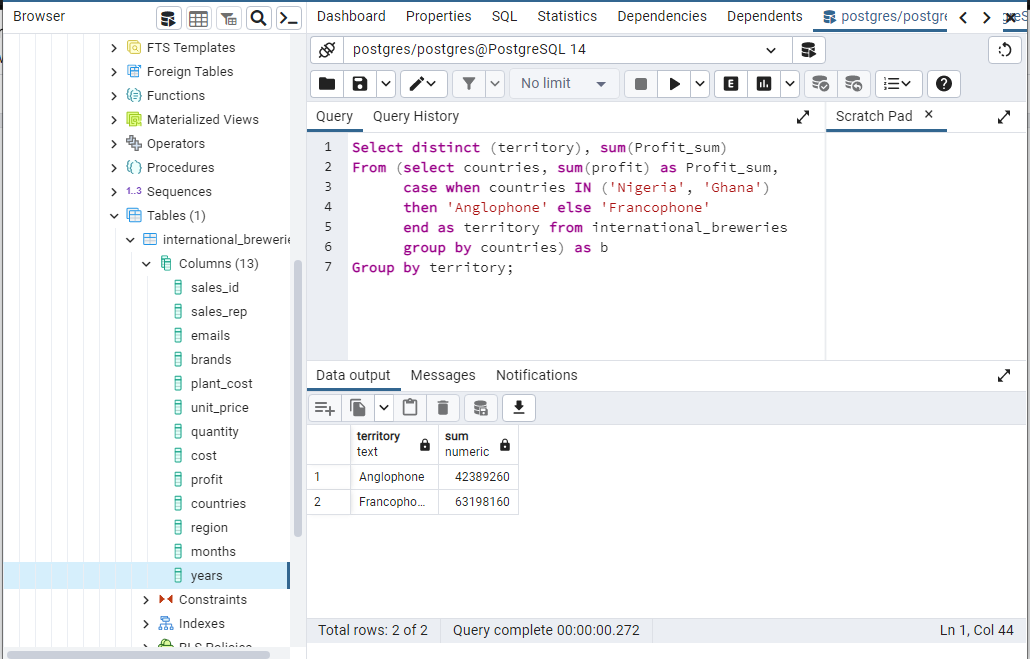 Browser
Dashboard Properties SQL Statistics Dependencies Dependents postgres/postgre
FTS Templates
Foreign Tables
Functions
Materialized Views
Operators
Procedures
1..3 Sequences
Tables (1)
international_brewerie
Columns (13)
sales_id
sales_rep
emails
brands
plant_cost
unit_price
quantity
cost
profit
countries
region
months
years
Constraints
Indexes
RLS Policies
postgres/postgres@PostgreSQL 14
No limit
E
Query Query History
Scratch Pad
1 Select distinct (territory), sum(Profit_sum)
2 From (select countries, sum(profit) as Profit_sum,
3 case when countries IN ('Nigeria', 'Ghana')
4 then 'Anglophone' else 'Francophone'
5 end as territory from international_breweries
6 group by countries) as b
7 Group by territory;
Data output Messages Notifications
territory sum
text numeric
1 Anglophone 42389260
2 Francopho... 63198160
Total rows: 2 of 2 Query complete 00:00:00.272 Ln 1, Col 44